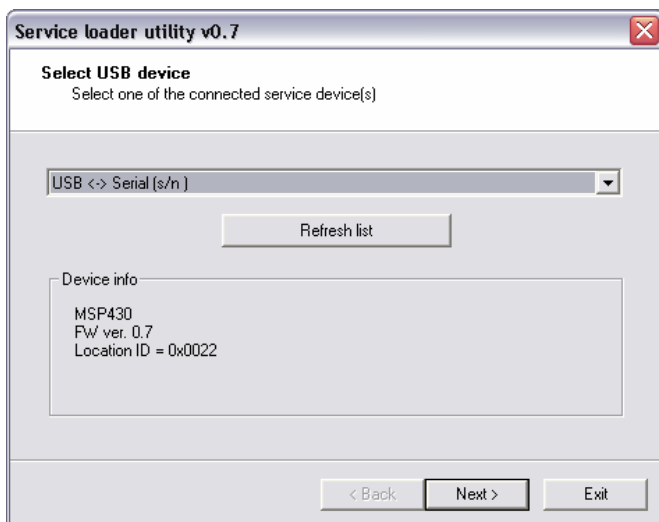 Service loader utility v0.7
Select USB device
Select one of the connected service device(s)
USB <-> Serial (s/n )
Refresh list
Device info
MSP430
FW ver. 0.7
Location ID = 0x0022
< Back
Next >
Exit